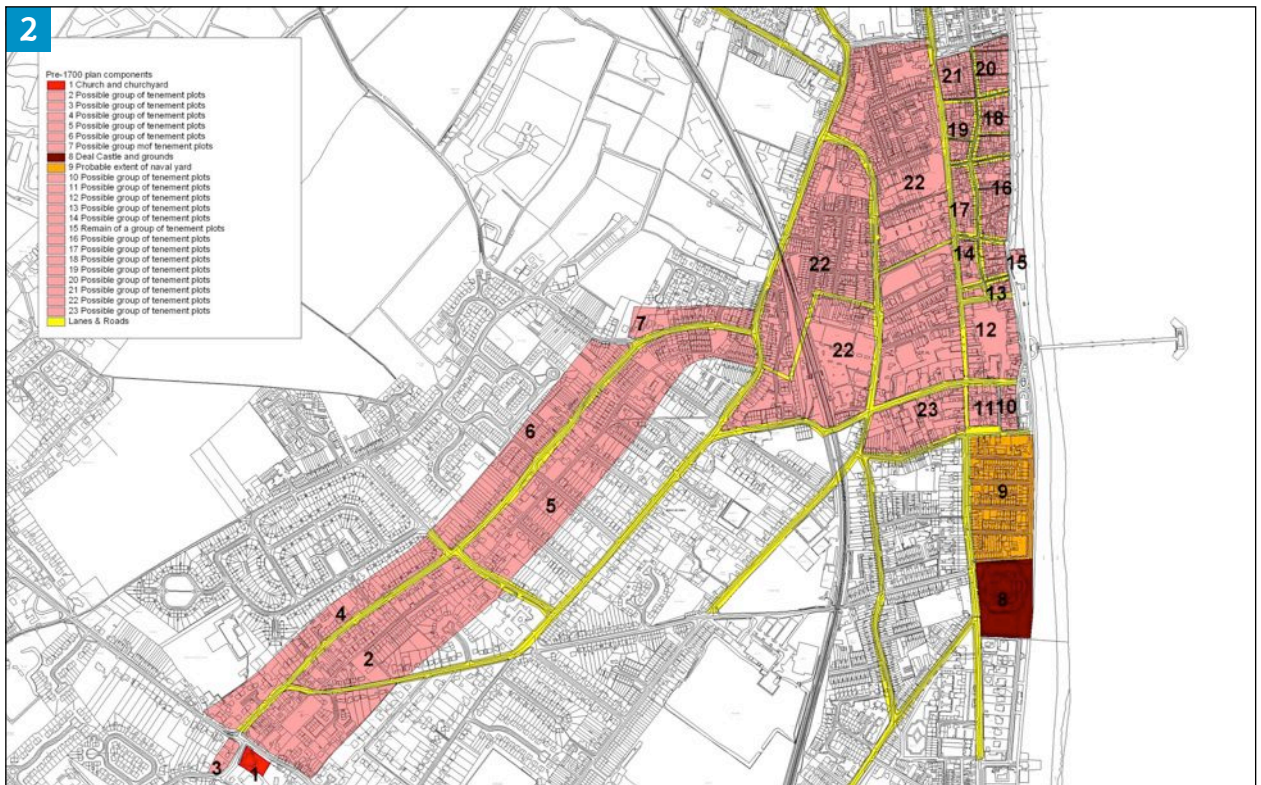 2
Pre-1700 plan components
1 Church and churchyard
2 Possible group of tenement plots
3 Possible group of tenement plots
4 Possible group of tenement plots
5 Possible group of tenement plots
6 Possible group of tenement plots
7 Possible group mof tenement plots
8 Deal Castle and grounds
9 Probable extent of naval yard
10 Possible group of tenement plots
11 Possible group of tenement plots
12 Possible group of tenement plots
13 Possible group of tenement plots
14 Possible group of tenement plots
15 Remain of a group of tenement plots
16 Possible group of tenement plots
17 Possible group of tenement plots
18 Possible group of tenement plots
19 Possible group of tenement plots
20 Possible group of tenement plots
21 Possible group of tenement plots
22 Possible group of tenement plots
23 Possible group of tenement plots
Lanes & Roads
21
20
19
18
22
16
17
14
15
22
13
7
12
22
23
11
10
6
9
5
8
4
2
3
1